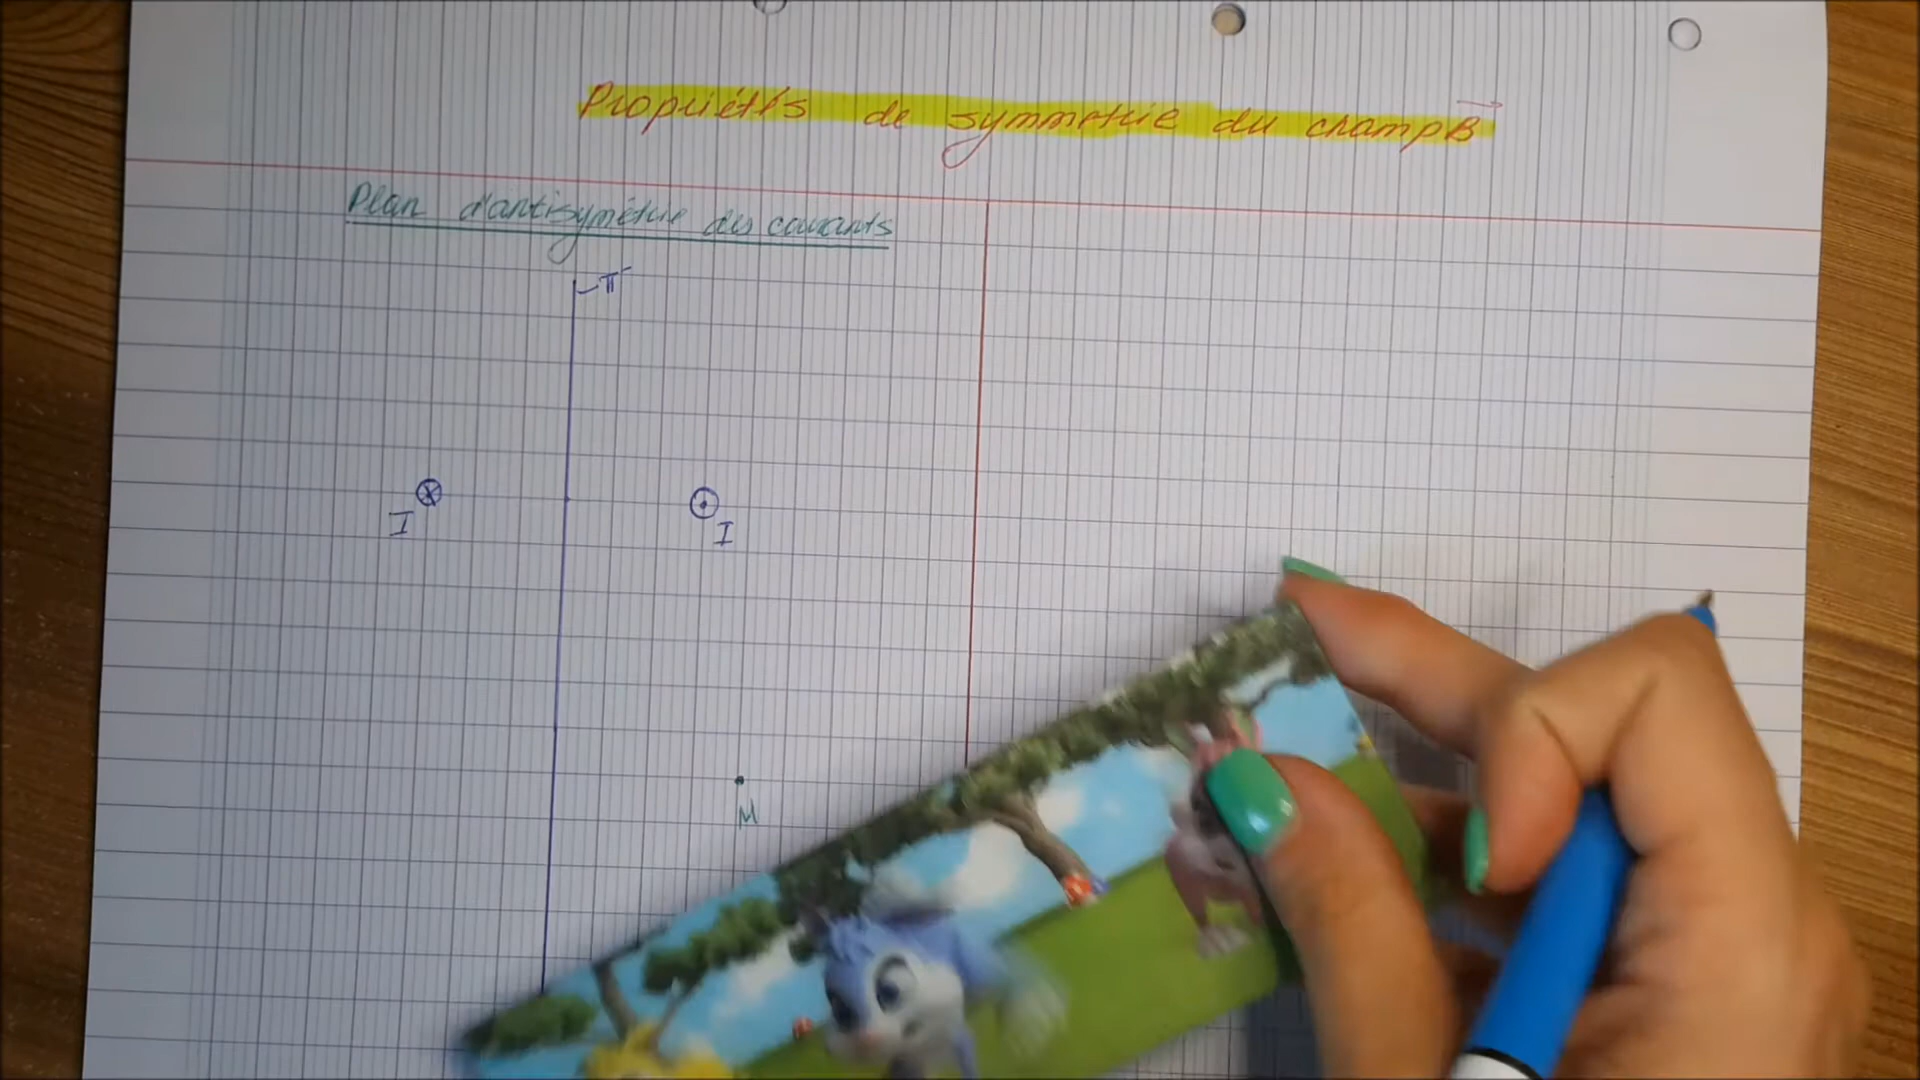 Propriétés de symmetrie du champ B
Plan d'antisymétrie des courants
π⁻
I
I
M